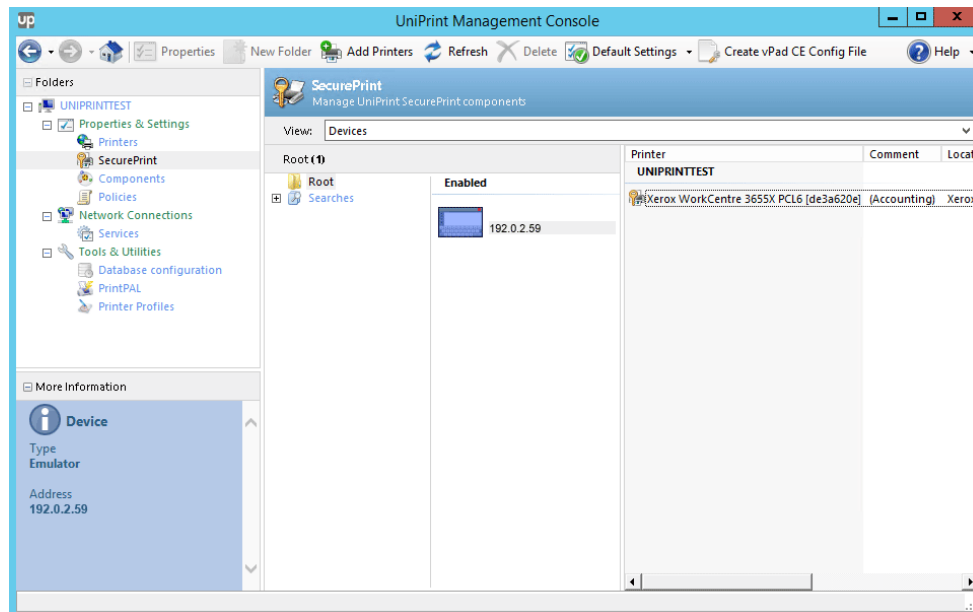 up UniPrint Management Console
Properties New Folder Add Printers Refresh Delete Default Settings Create vPad CE Config File Help
Folders
UNIPRINTTEST
Properties & Settings
Printers
SecurePrint
Components
Policies
Network Connections
Services
Tools & Utilities
Database configuration
PrintPAL
Printer Profiles
More Information
Device
Type
Emulator
Address
192.0.2.59
SecurePrint
Manage UniPrint SecurePrint components
View: Devices
Root (1)
Root
Searches
Enabled
192.0.2.59
Printer Comment Locat
UNIPRINTTEST
Xerox WorkCentre 3655X PCL6 [de3a620e] (Accounting) Xerox